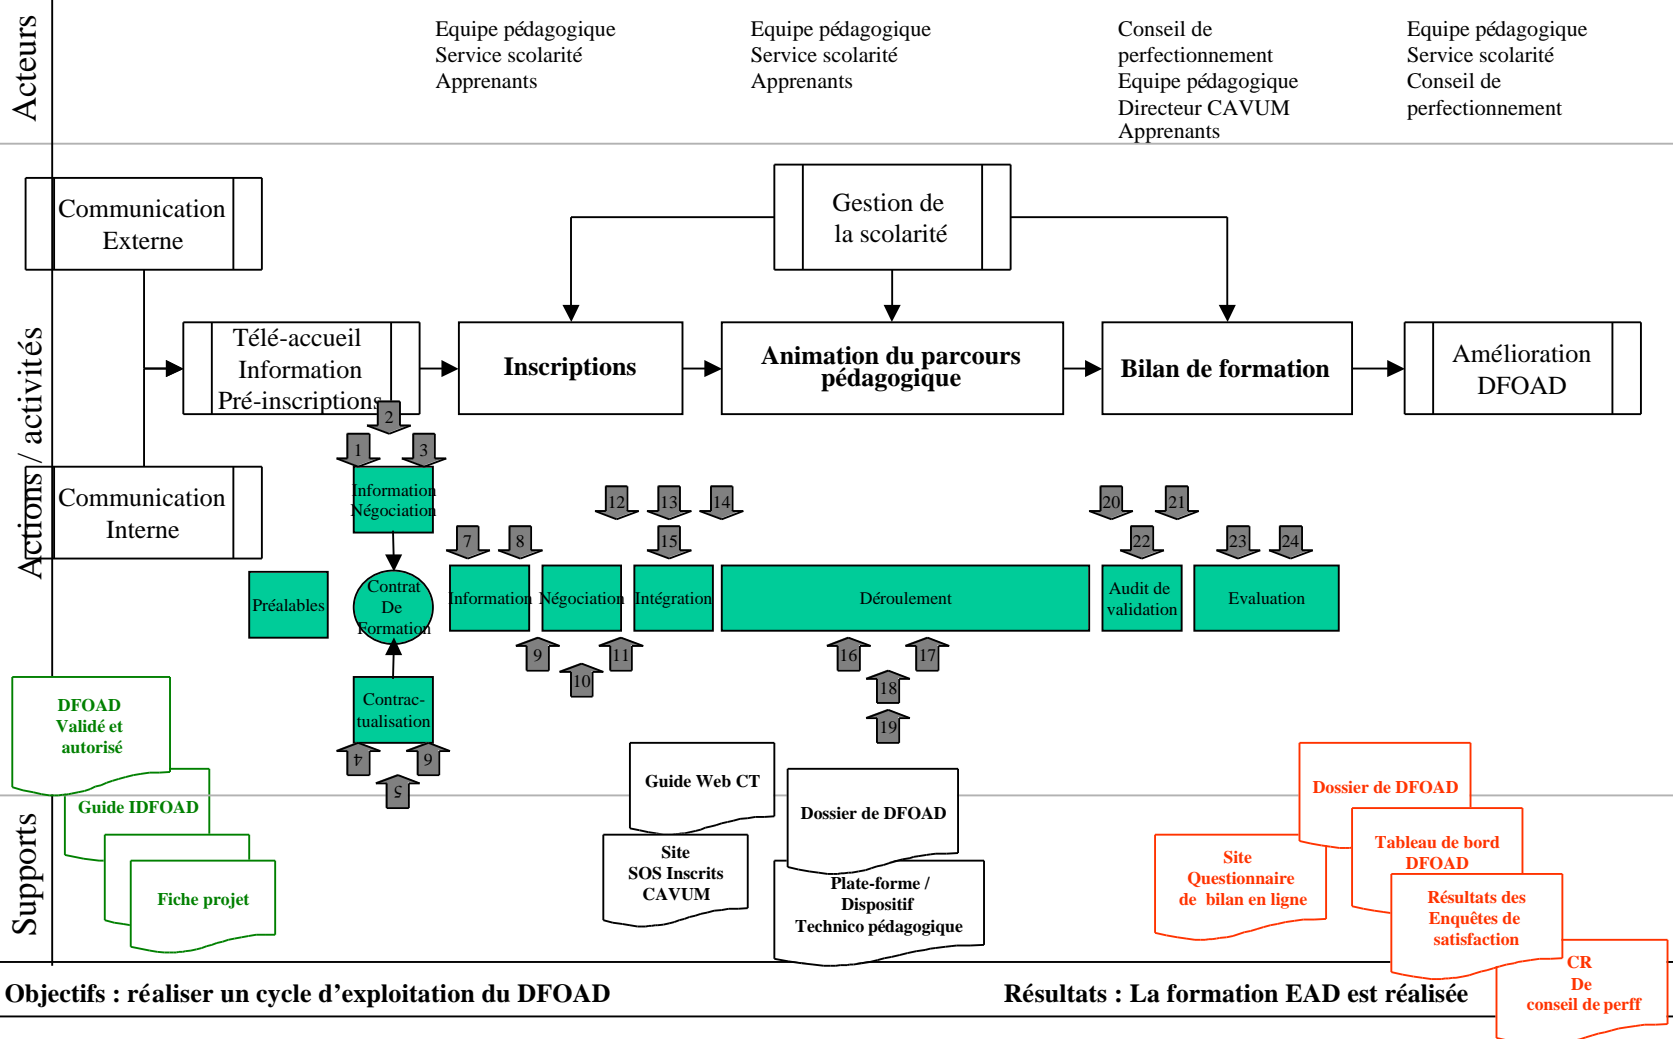 Acteurs
Equipe pédagogique
Service scolarité
Apprenants
Equipe pédagogique
Service scolarité
Apprenants
Conseil de
perfectionnement
Equipe pédagogique
Directeur CAVUM
Apprenants
Equipe pédagogique
Service scolarité
Conseil de
perfectionnement
Actions / activités
Communication
Externe
Gestion de
la scolarité
Télé-accueil
Information
Pré-inscriptions
Inscriptions
Animation du parcours
pédagogique
Bilan de formation
Amélioration
DFOAD
Communication
Interne
2
1
3
Information
Négociation
12
13
14
20
21
7
8
15
22
23
24
Préalables
Contrat
De
Formation
Information
Négociation
Intégration
Déroulement
Audit de
validation
Evaluation
9
10
11
16
17
18
19
Contrac-
tualisation
4
5
6
Supports
DFOAD
Validé et
autorisé
Guide IDFOAD
Fiche projet
Guide Web CT
Site
SOS Inscrits
CAVUM
Dossier de DFOAD
Plate-forme /
Dispositif
Technico pédagogique
Dossier de DFOAD
Site
Questionnaire
de bilan en ligne
Tableau de bord
DFOAD
Résultats des
Enquêtes de
satisfaction
CR
De
conseil de perff
Objectifs : réaliser un cycle d'exploitation du DFOAD
Résultats : La formation EAD est réalisée